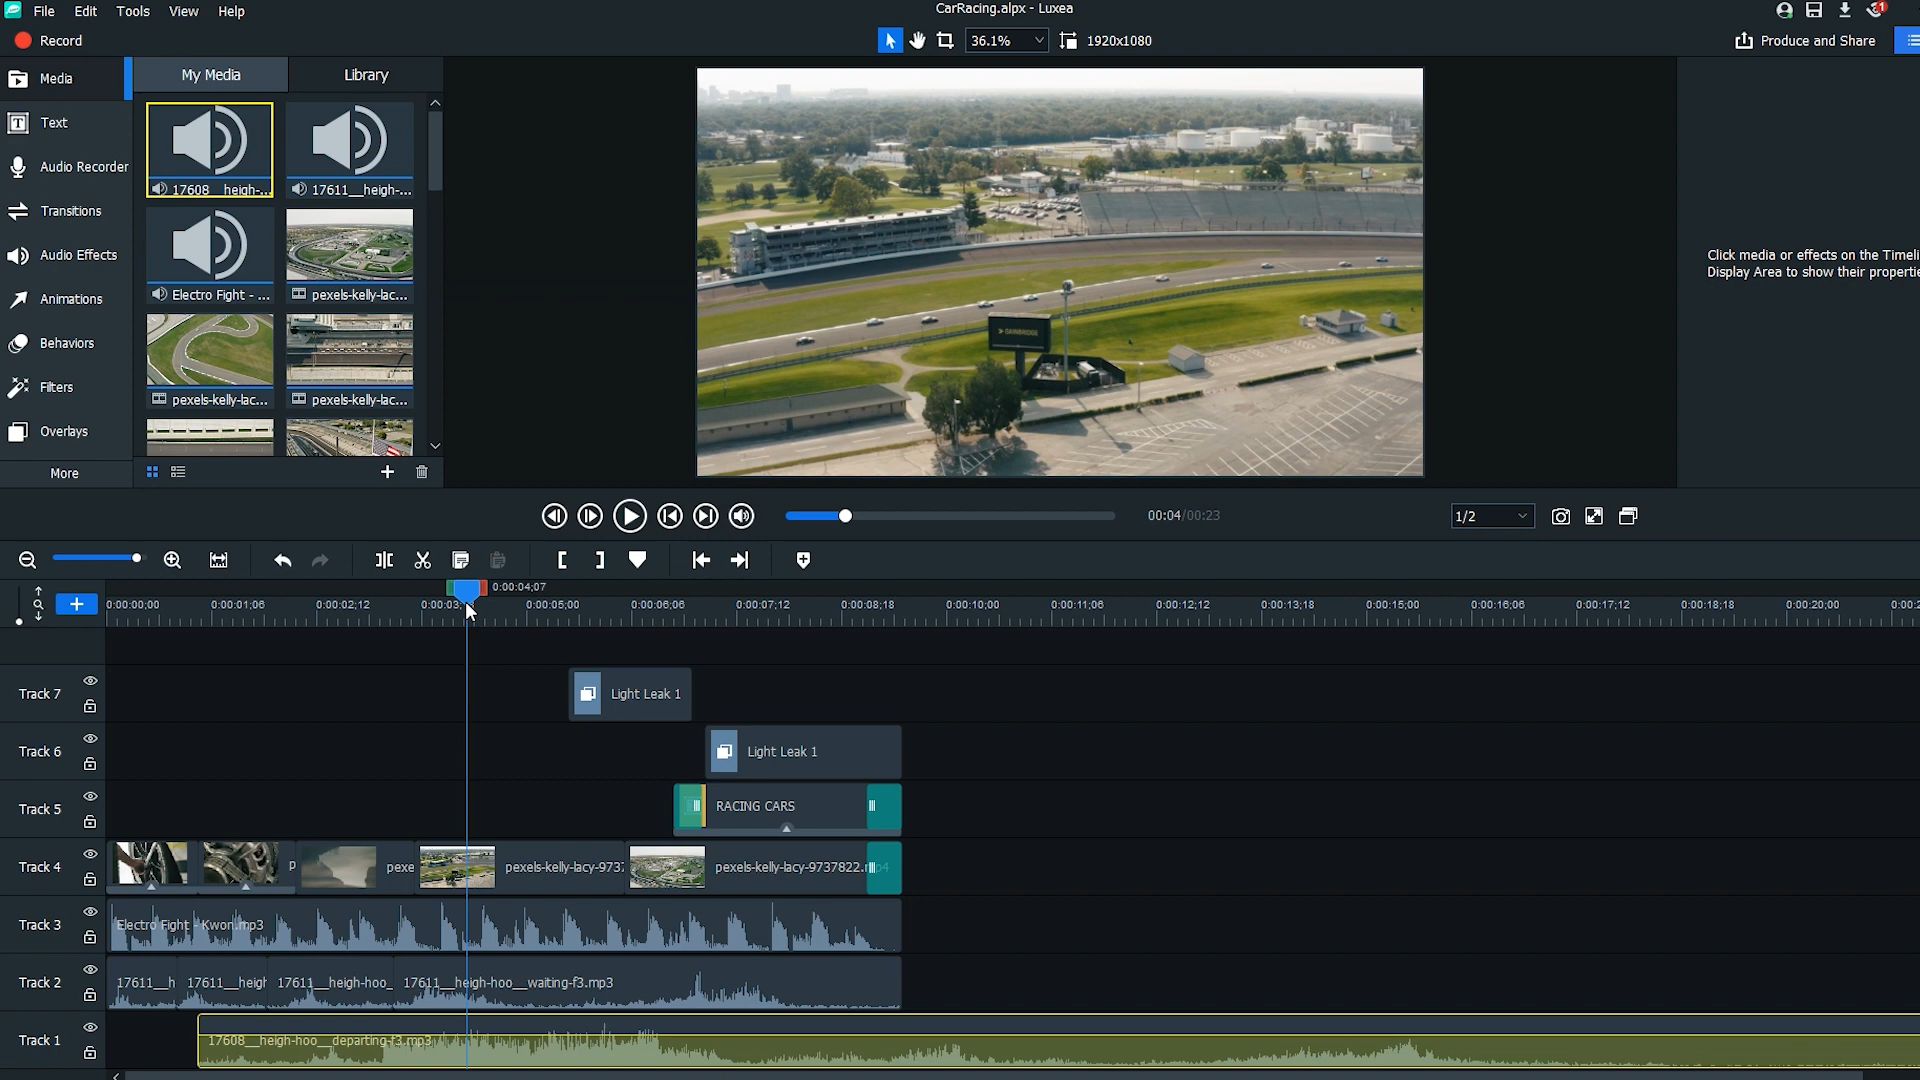 File Edit Tools View Help
CarRacing.alpx - Luxea
1
Record
36.1%
1920x1080
Produce and Share
Media
My Media
Library
Text
Audio Recorder
17608__heigh-...
17611__heigh-...
Transitions
Audio Effects
Click media or effects on the Timeli
Display Area to show their properti
Electro Fight - ...
pexels-kelly-lac...
Animations
BAINBRIDGE
Behaviors
Filters
pexels-kelly-lac...
pexels-kelly-lac...
Overlays
More
00:04/00:23
1/2
0:00:04;07
0:00:00;00
0:00:01;06
0:00:02;12
0:00:03;
0:00:05;00
0:00:06;06
0:00:07;12
0:00:08;18
0:00:10;00
0:00:11;06
0:00:12;12
0:00:13;18
0:00:15;00
0:00:16;06
0:00:17;12
0:00:18;18
0:00:20;00
0:00:2
Track 7
Light Leak 1
Track 6
Light Leak 1
Track 5
RACING CARS
Track 4
p
pexe
pexels-kelly-lacy-973
pexels-kelly-lacy-9737822.mp4
Track 3
Electro Fight - Kwon.mp3
Track 2
17611__h
17611__heigh
17611__heigh-hoo_
17611__heigh-hoo__waiting-f3.mp3
Track 1
17608__heigh-hoo__departing-f3.mp3